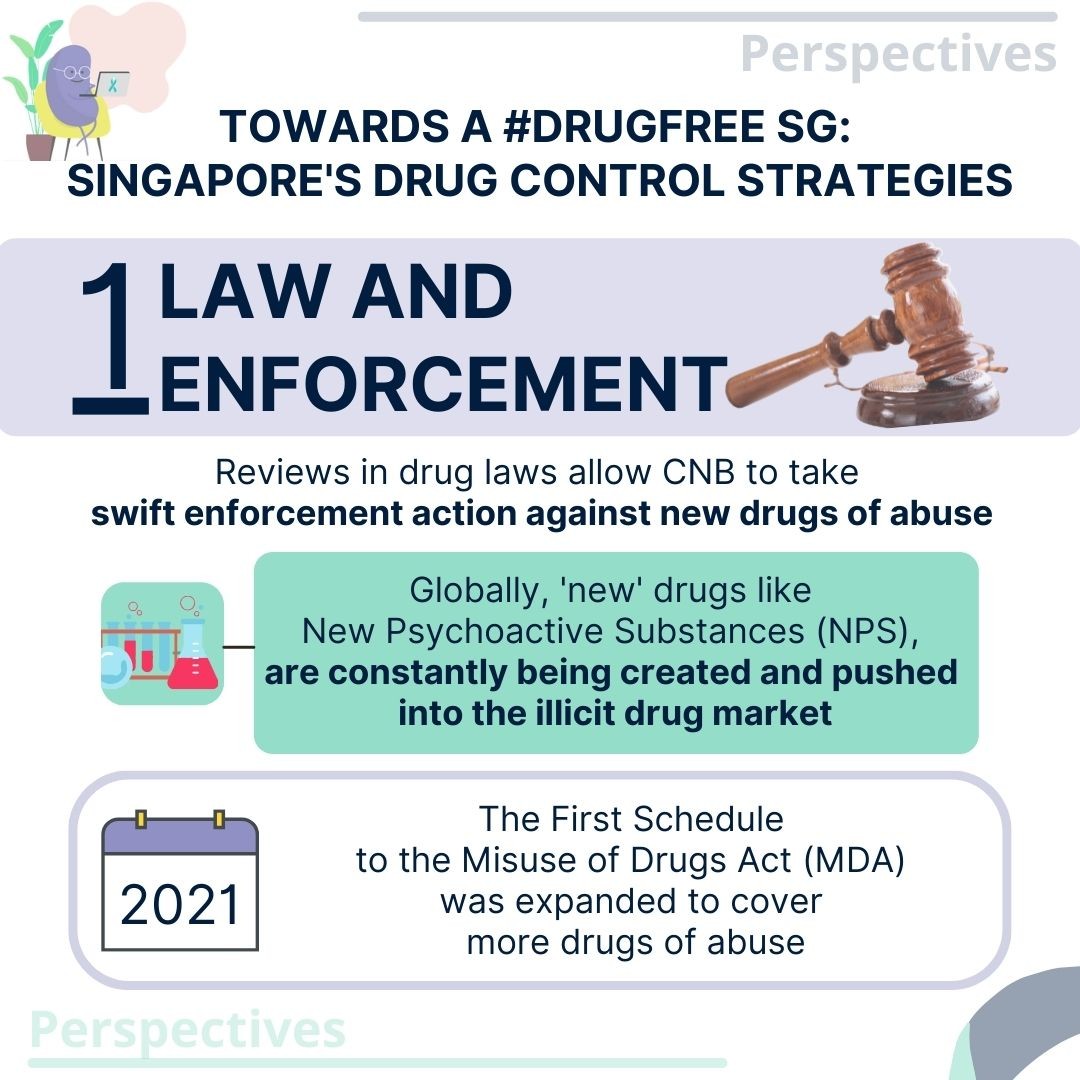 Perspectives
TOWARDS A #DRUGFREE SG:
SINGAPORE'S DRUG CONTROL STRATEGIES
1 LAW AND
ENFORCEMENT
Reviews in drug laws allow CNB to take
swift enforcement action against new drugs of abuse
Globally, 'new' drugs like
New Psychoactive Substances (NPS),
are constantly being created and pushed
into the illicit drug market
2021
The First Schedule
to the Misuse of Drugs Act (MDA)
was expanded to cover
more drugs of abuse
Perspectives